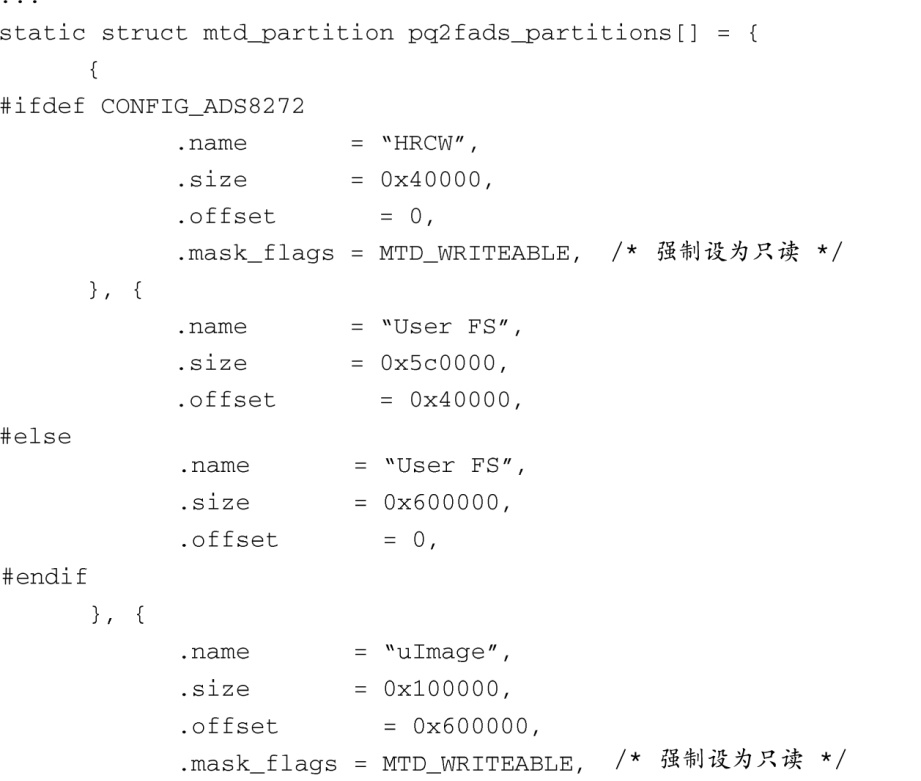 ...
static struct mtd_partition pq2fads_partitions[] = {
      {
#ifdef CONFIG_ADS8272
            .name       = “HRCW”,
            .size       = 0x40000,
            .offset       = 0,
            .mask_flags = MTD_WRITEABLE,  /* 强制设为只读 */
      }, {
            .name       = “User FS”,
            .size       = 0x5c0000,
            .offset       = 0x40000,
#else
            .name       = “User FS”,
            .size       = 0x600000,
            .offset       = 0,
#endif
      }, {
            .name       = “uImage”,
            .size       = 0x100000,
            .offset       = 0x600000,
            .mask_flags = MTD_WRITEABLE,  /* 强制设为只读 */